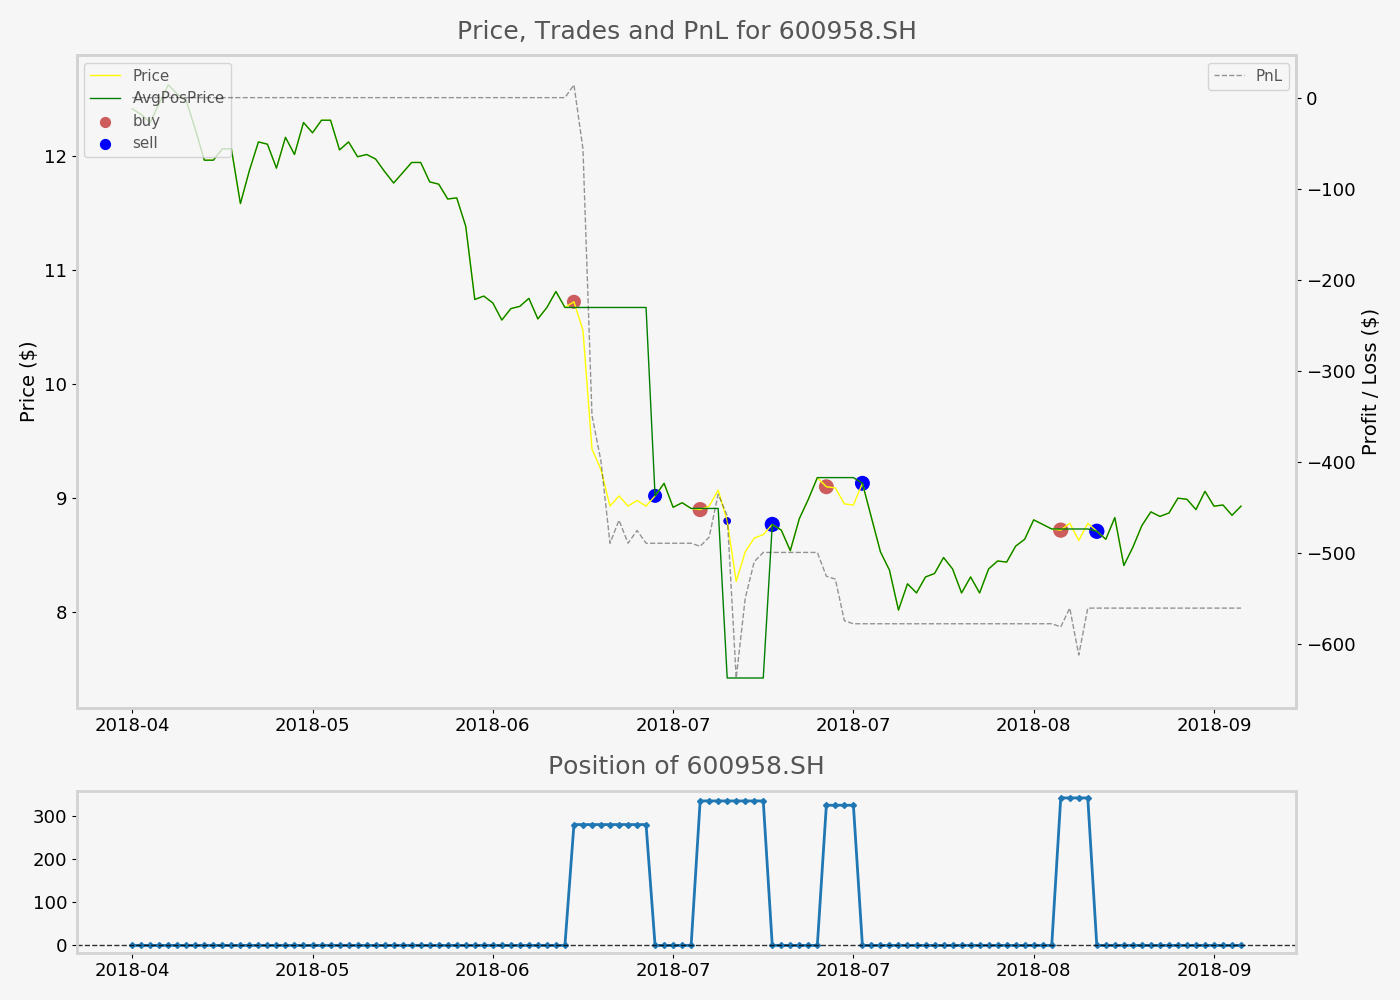 Price, Trades and PnL for 600958.SH
Price
AvgPosPrice
buy
sell
PnL
Price ($)
12
11
10
9
8
0
−100
−200
−300
−400
−500
−600
Profit / Loss ($)
2018-04 2018-05 2018-06 2018-07 2018-07 2018-08 2018-09
Position of 600958.SH
300
200
100
0
2018-04 2018-05 2018-06 2018-07 2018-07 2018-08 2018-09